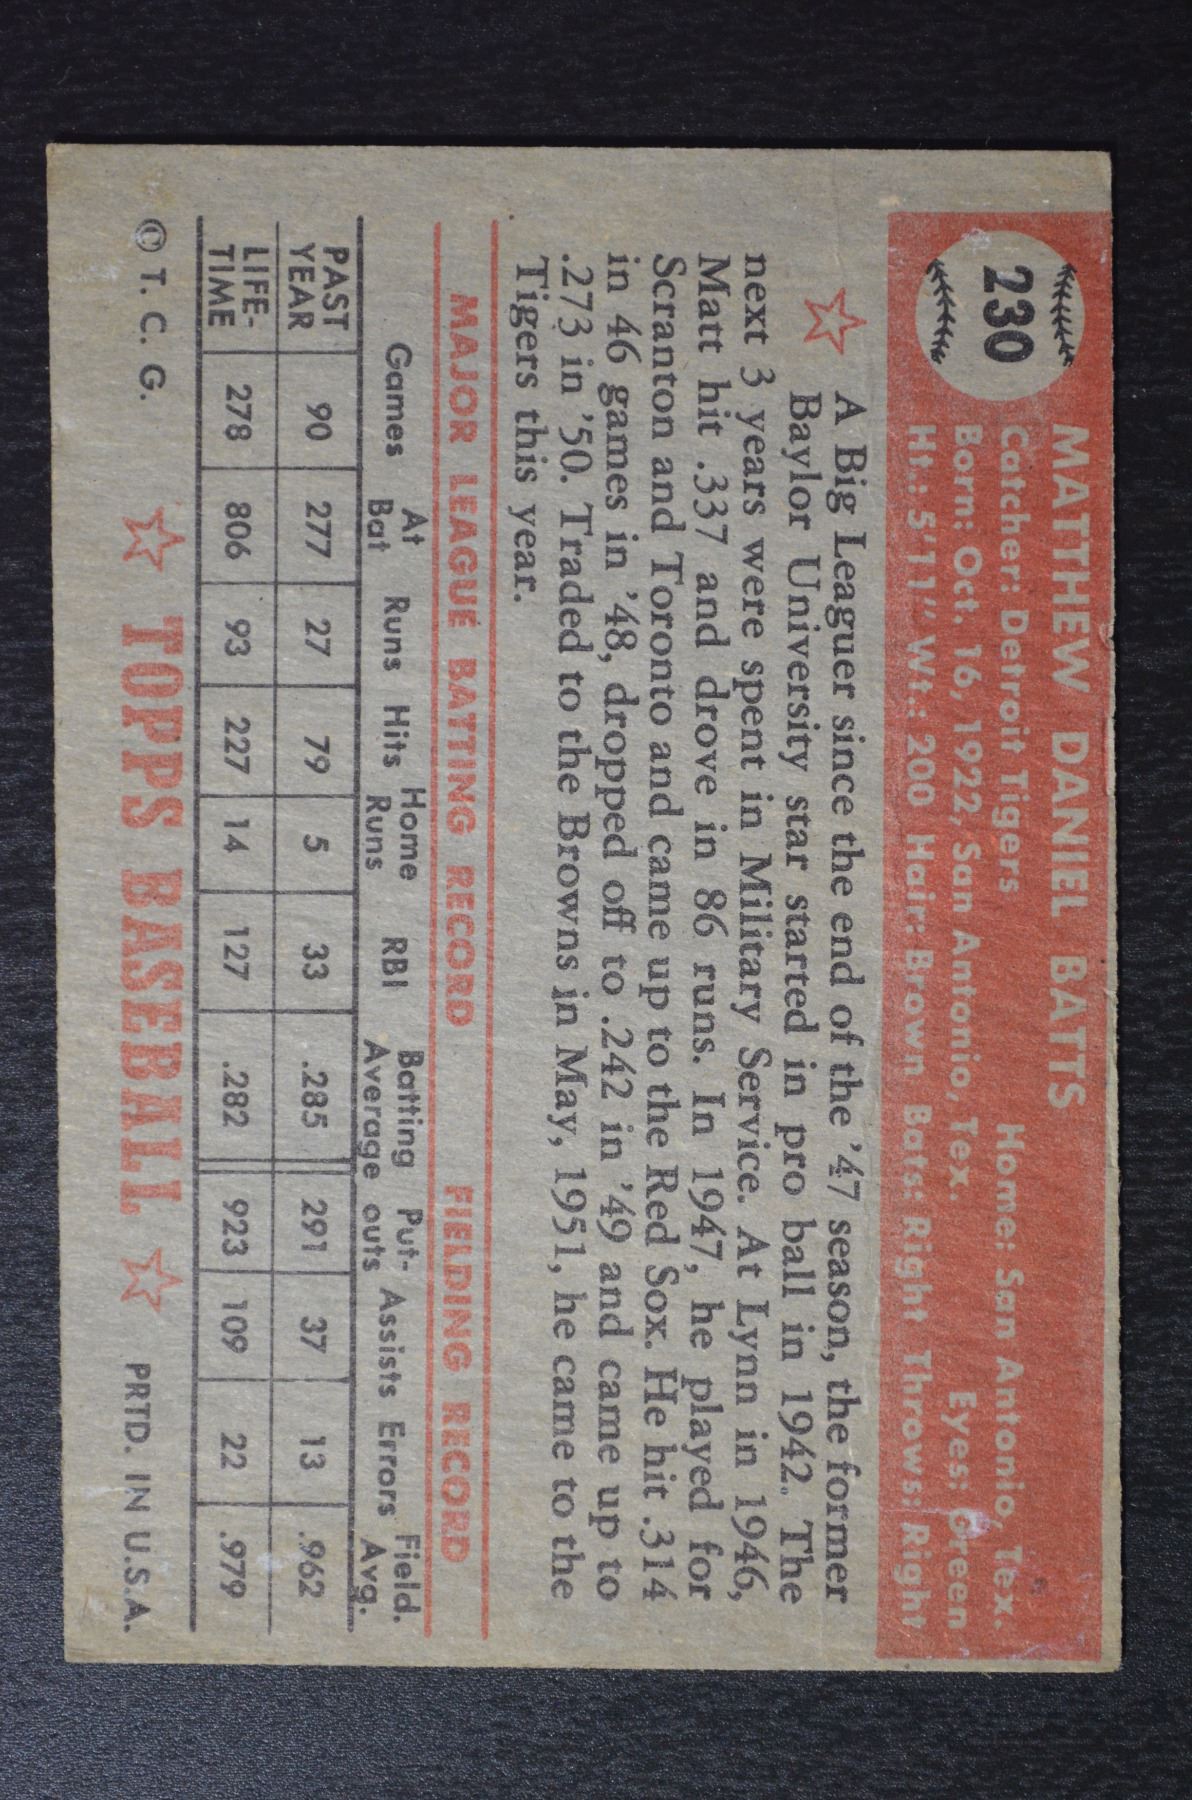 230
MATTHEW DANIEL BATTS
Catcher: Detroit Tigers Home: San Antonio, Tex.
Born: Oct. 16, 1922, San Antonio, Tex. Eyes: Green
Ht.: 5'11" Wt.: 200 Hair: Brown Bats: Right Throws: Right
A Big Leaguer since the end of the '47 season, the former
Baylor University star started in pro ball in 1942. The
next 3 years were spent in Military Service. At Lynn in 1946,
Matt hit .337 and drove in 86 runs. In 1947, he played for
Scranton and Toronto and came up to the Red Sox. He hit .314
in 46 games in '48, dropped off to .242 in '49 and came up to
.273 in '50. Traded to the Browns in May, 1951, he came to the
Tigers this year.
MAJOR LEAGUE BATTING RECORD FIELDING RECORD
Games At Bat Runs Hits Home Runs RBI Batting Average Put-outs Assists Errors Field. Avg.
PAST YEAR 90 277 27 79 5 33 .285 291 37 13 .962
LIFE-TIME 278 806 93 227 14 127 .282 923 109 22 .979
© T. C. G. TOPPS BASEBALL PRTD. IN U.S.A.